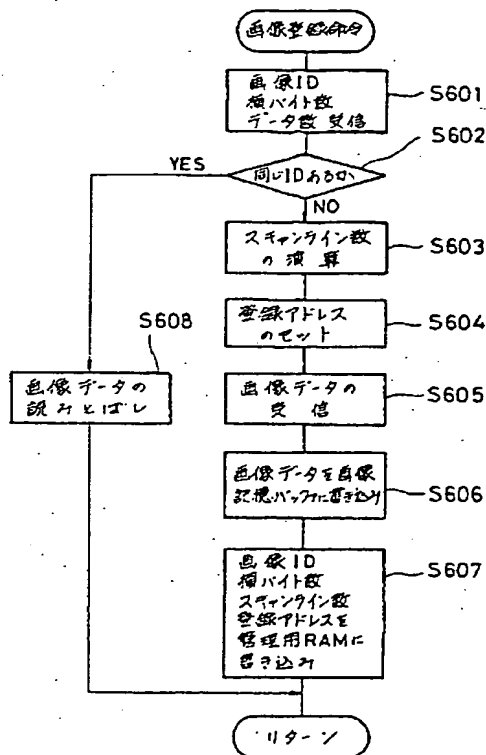 画像登録命令
画像ID
横バイト数
データ数 受信
S601
S602
同じIDあるか
YES
NO
スキャンライン数
の演算
S603
登録アドレス
のセット
S604
S608
画像データの
読みとばし
画像データの
受信
S605
画像データを画像
記憶バッファに書き込み
S606
画像ID
横バイト数
スキャンライン数
登録アドレスを
管理用RAMに
書き込み
S607
リターン